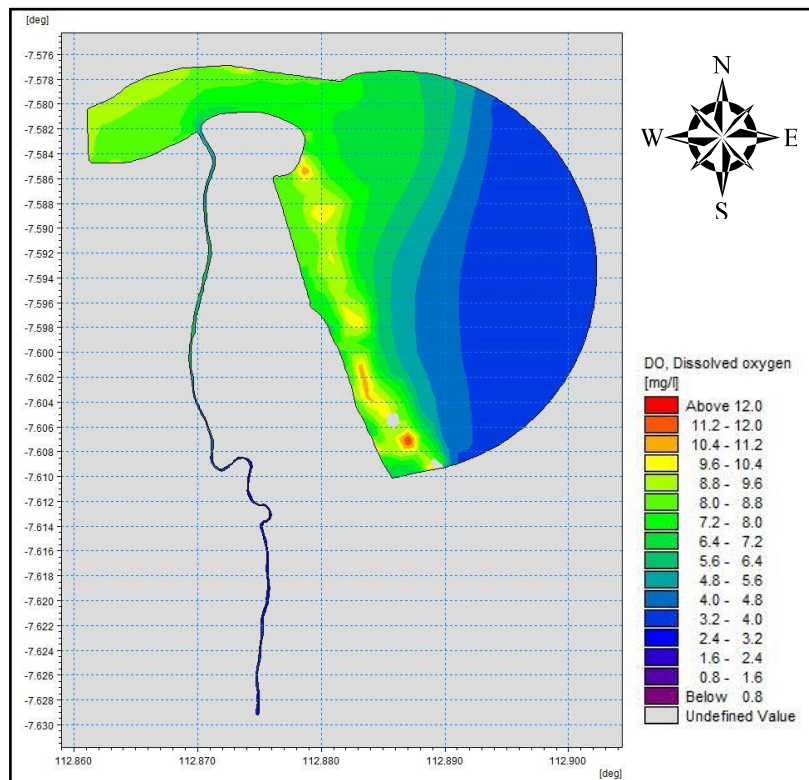 [deg]
-7.576
-7.578
-7.580
-7.582
-7.584
-7.586
-7.588
-7.590
-7.592
-7.594
-7.596
-7.598
-7.600
-7.602
-7.604
-7.606
-7.608
-7.610
-7.612
-7.614
-7.616
-7.618
-7.620
-7.622
-7.624
-7.626
-7.628
-7.630
112.860 112.870 112.880 112.890 112.900
[deg]
N
W E
S
DO, Dissolved oxygen
[mg/l]
Above 12.0
11.2 - 12.0
10.4 - 11.2
9.6 - 10.4
8.8 - 9.6
8.0 - 8.8
7.2 - 8.0
6.4 - 7.2
5.6 - 6.4
4.8 - 5.6
4.0 - 4.8
3.2 - 4.0
2.4 - 3.2
1.6 - 2.4
0.8 - 1.6
Below 0.8
Undefined Value